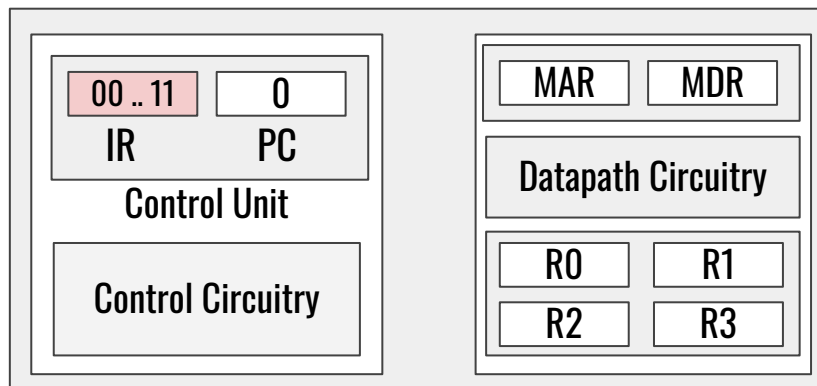 00 .. 11
0
IR
PC
Control Unit
Control Circuitry
MAR
MDR
Datapath Circuitry
R0
R1
R2
R3